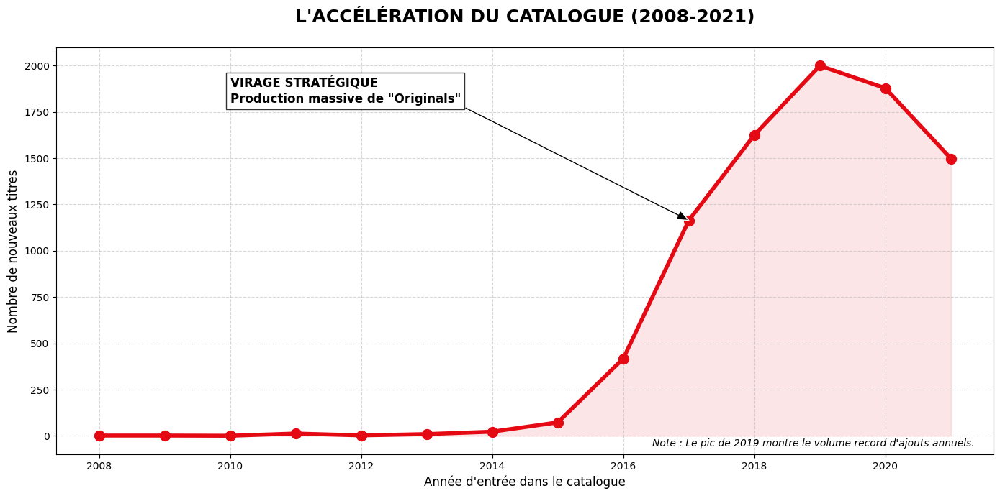 L'ACCÉLÉRATION DU CATALOGUE (2008-2021)
Nombre de nouveaux titres
2000
1750
1500
1250
1000
750
500
250
0
VIRAGE STRATÉGIQUE
Production massive de "Originals"
Note : Le pic de 2019 montre le volume record d'ajouts annuels.
2008 2010 2012 2014 2016 2018 2020
Année d'entrée dans le catalogue